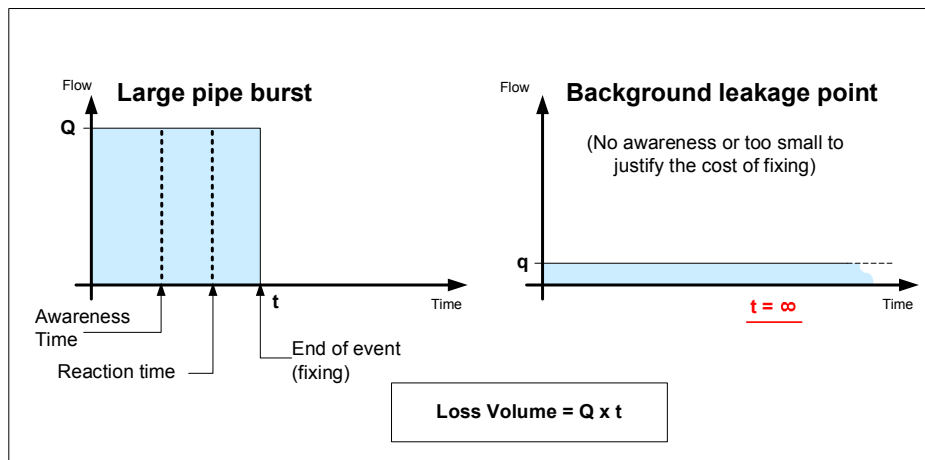 Flow
Large pipe burst
Q
t
Time
Awareness
Time
Reaction time
End of event
(fixing)
Flow
Background leakage point
(No awareness or too small to
justify the cost of fixing)
q
Time
t = ∞
Loss Volume = Q x t